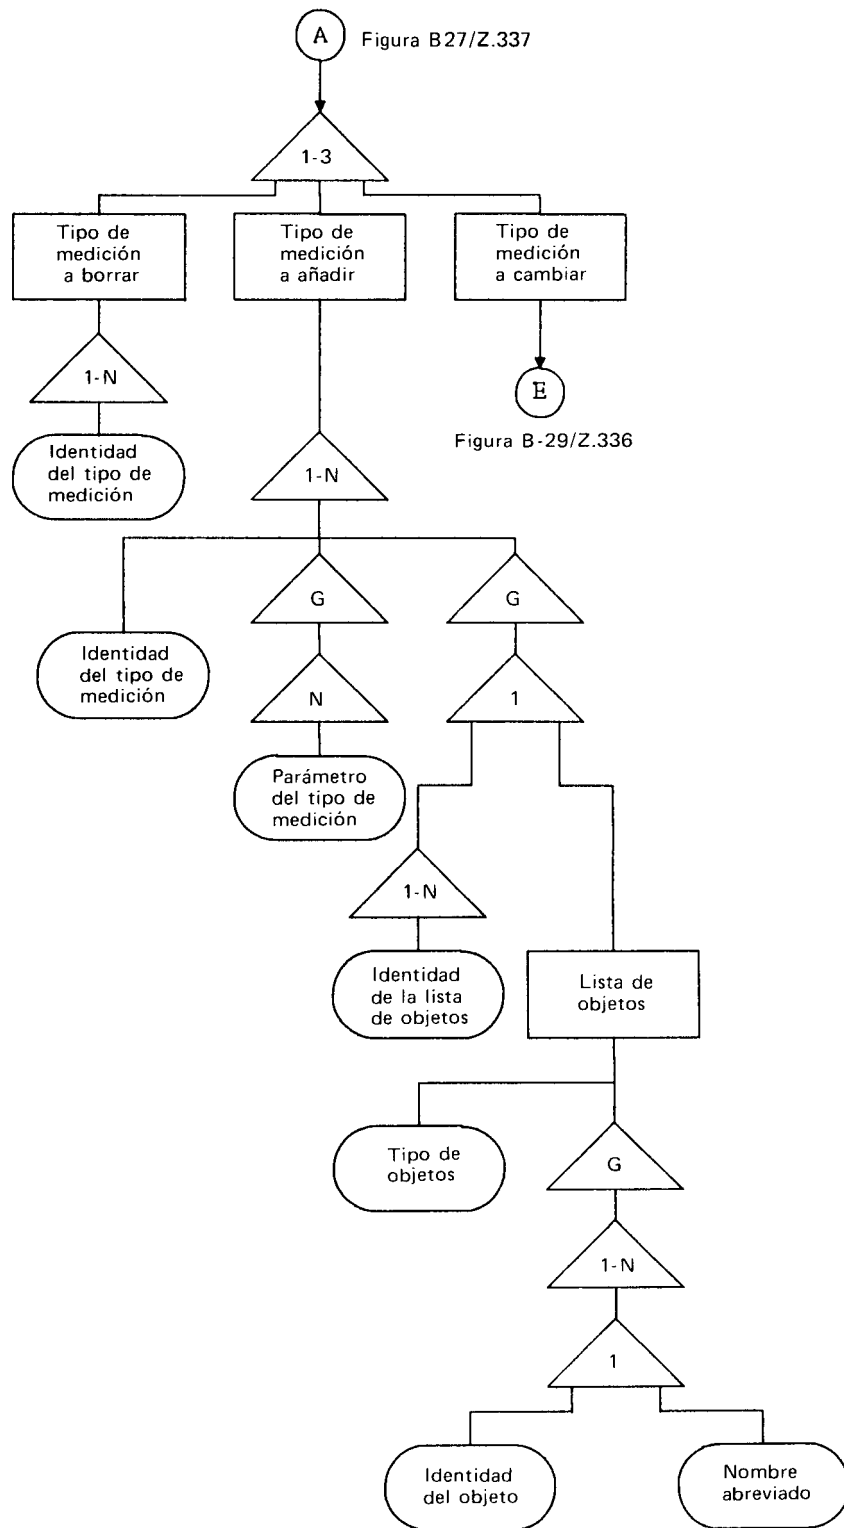 A
Figura B27/Z.337
1-3
Tipo de
medición
a borrar
Tipo de
medición
a añadir
Tipo de
medición
a cambiar
1-N
E
Figura B-29/Z.336
Identidad
del tipo de
medición
1-N
G
G
Identidad
del tipo de
medición
N
1
Parámetro
del tipo de
medición
1-N
Identidad
de la lista
de objetos
Lista de
objetos
Tipo de
objetos
G
1-N
1
Identidad
del objeto
Nombre
abreviado